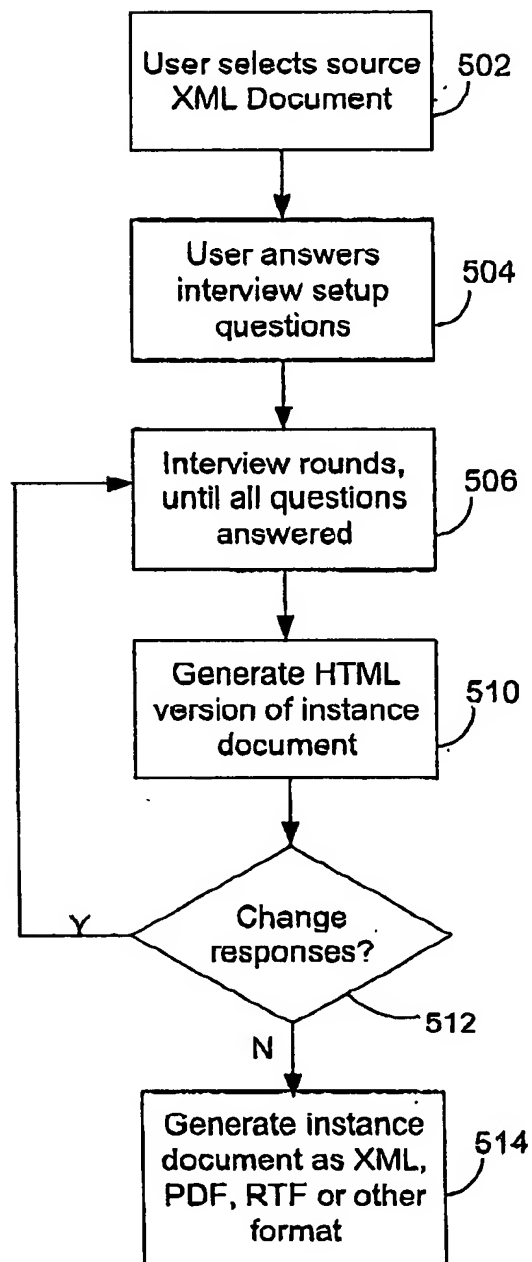 User selects source
XML Document
502
User answers
interview setup
questions
504
Interview rounds,
until all questions
answered
506
Generate HTML
version of instance
document
510
Change
responses?
Y
512
N
Generate instance
document as XML,
PDF, RTF or other
format
514